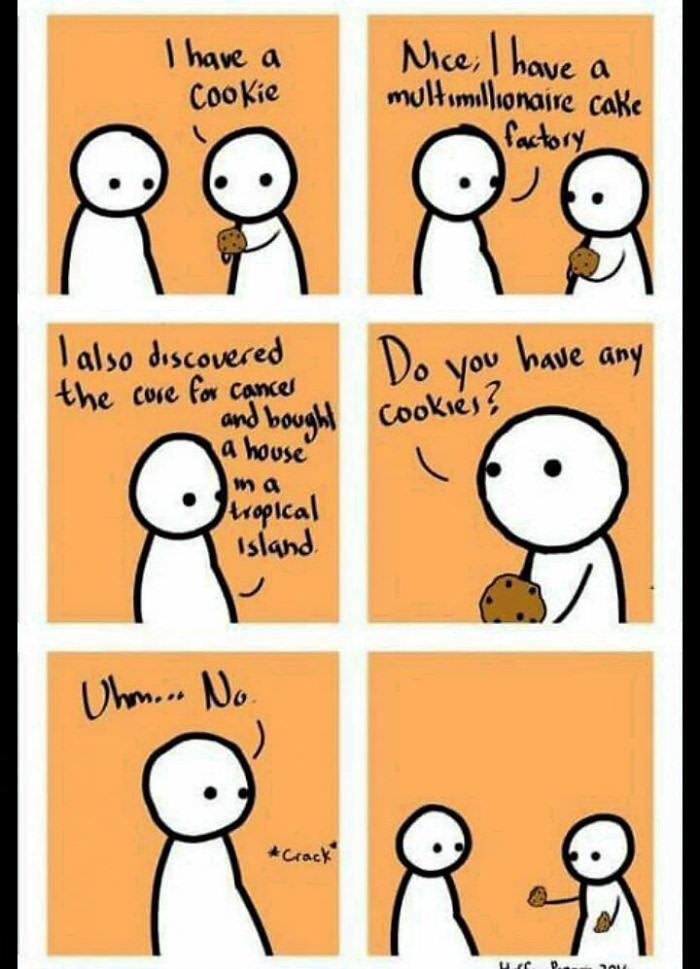 I have a
cookie
Nice; I have a
multimillionaire cake
factory
I also discovered
the cure for cancer
and bought
a house
in a
tropical
island.
Do you have any
cookies?
Uhm... No.
*Crack*